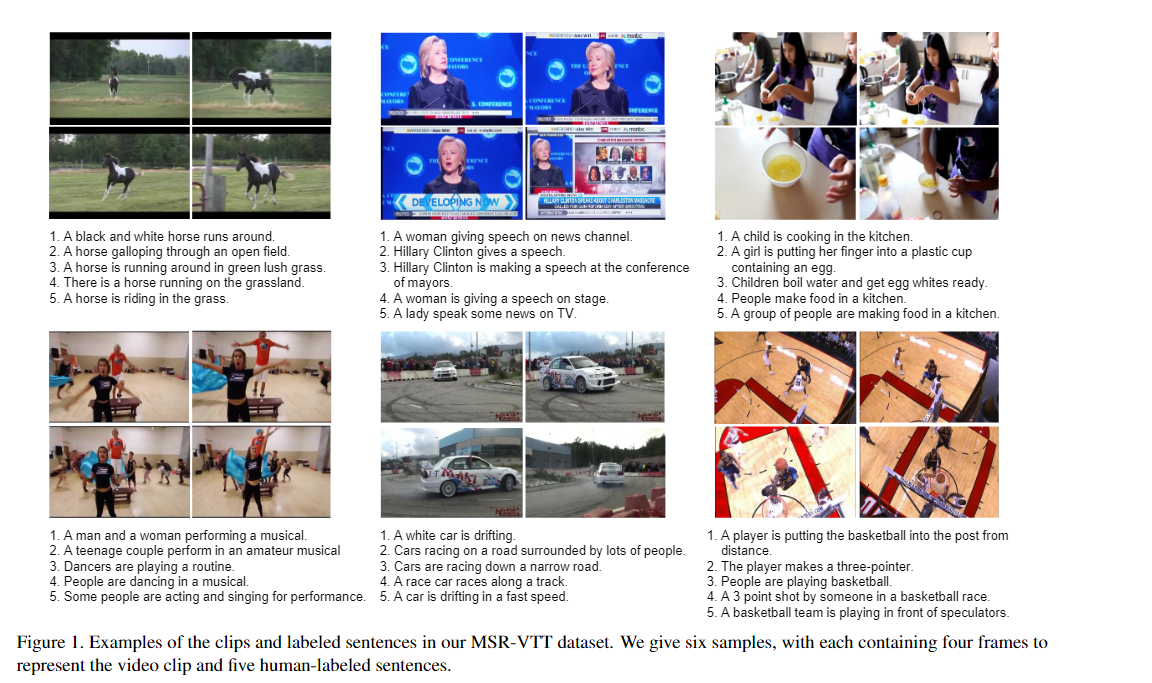 CONFERENCE
MAYORS
S. CONFERENCE
msnbc
CONFERENCE
DEVELOPING NOW
msnbc
HILLARY CLINTON SPEAKS ABOUT CHARLESTON MASSACRE
1. A black and white horse runs around.
2. A horse galloping through an open field.
3. A horse is running around in green lush grass.
4. There is a horse running on the grassland.
5. A horse is riding in the grass.
1. A woman giving speech on news channel.
2. Hillary Clinton gives a speech.
3. Hillary Clinton is making a speech at the conference
of mayors.
4. A woman is giving a speech on stage.
5. A lady speak some news on TV.
1. A child is cooking in the kitchen.
2. A girl is putting her finger into a plastic cup
containing an egg.
3. Children boil water and get egg whites ready.
4. People make food in a kitchen.
5. A group of people are making food in a kitchen.
1. A man and a woman performing a musical.
2. A teenage couple perform in an amateur musical
3. Dancers are playing a routine.
4. People are dancing in a musical.
5. Some people are acting and singing for performance.
1. A white car is drifting.
2. Cars racing on a road surrounded by lots of people.
3. Cars are racing down a narrow road.
4. A race car races along a track.
5. A car is drifting in a fast speed.
1. A player is putting the basketball into the post from
distance.
2. The player makes a three-pointer.
3. People are playing basketball.
4. A 3 point shot by someone in a basketball race.
5. A basketball team is playing in front of speculators.
Figure 1. Examples of the clips and labeled sentences in our MSR-VTT dataset. We give six samples, with each containing four frames to
represent the video clip and five human-labeled sentences.